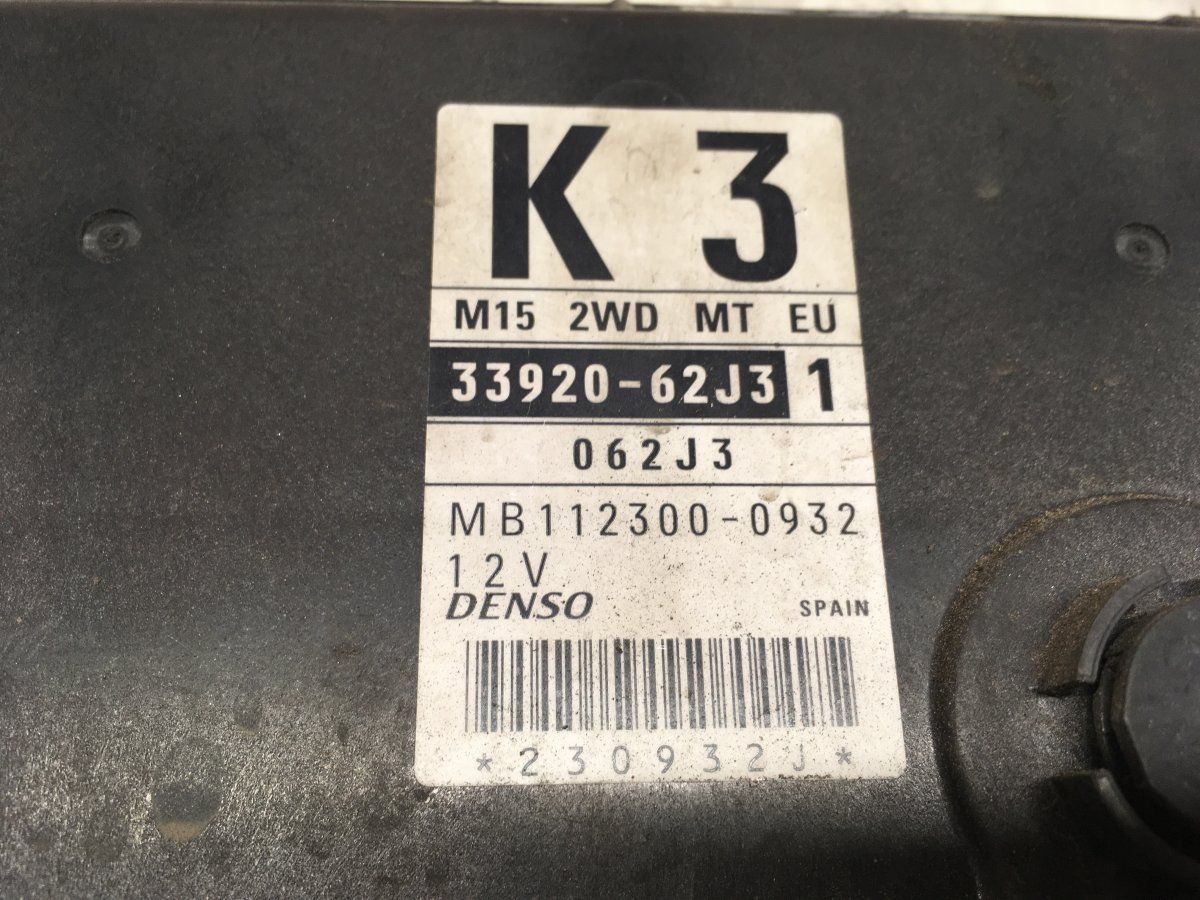 K 3
M15 2WD MT EU
33920-62J3 1
062J3
MB112300-0932
12V
DENSO SPAIN
*230932J*